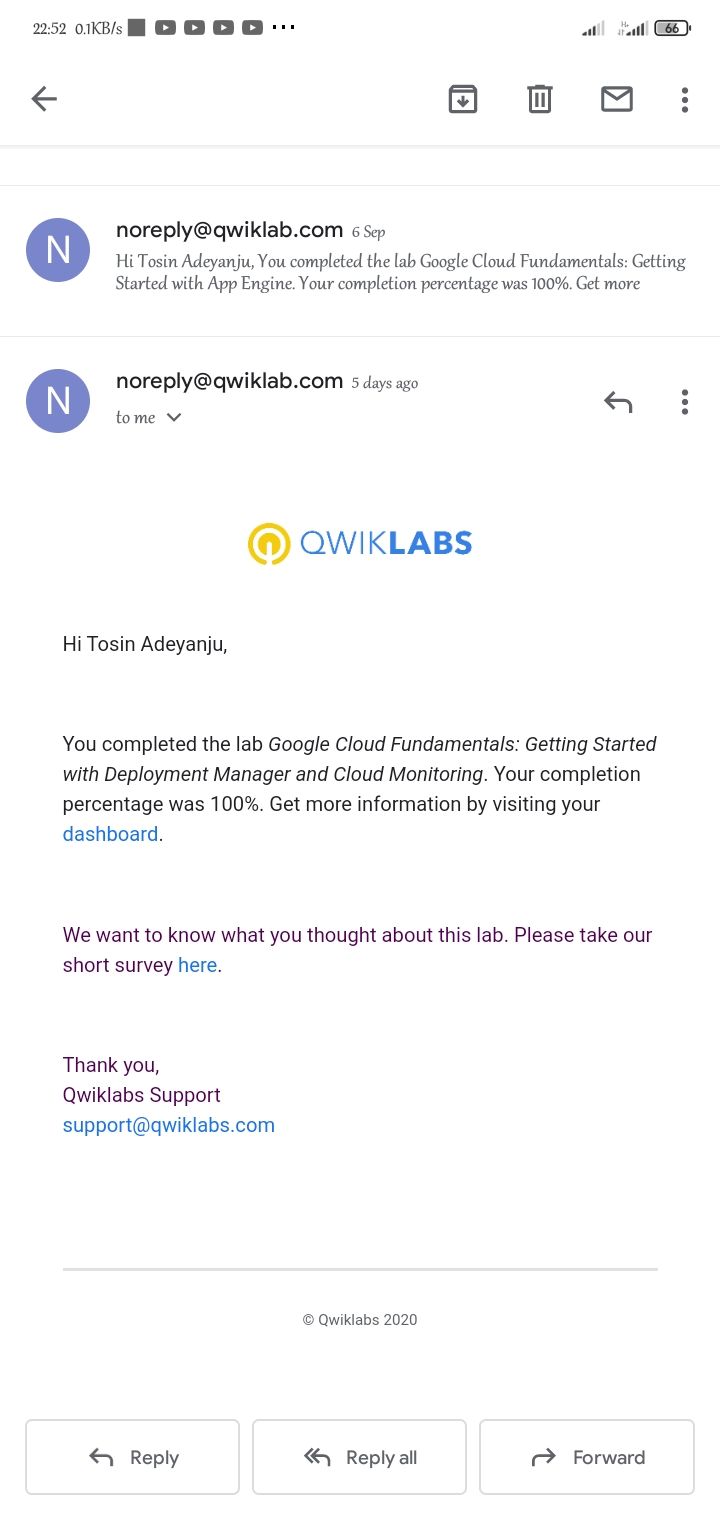 22:52 0.1KB/s
H+
66
N
noreply@qwiklab.com 6 Sep
Hi Tosin Adeyanju, You completed the lab Google Cloud Fundamentals: Getting
Started with App Engine. Your completion percentage was 100%. Get more
N
noreply@qwiklab.com 5 days ago
to me
QWIKLABS
Hi Tosin Adeyanju,
You completed the lab Google Cloud Fundamentals: Getting Started
with Deployment Manager and Cloud Monitoring. Your completion
percentage was 100%. Get more information by visiting your
dashboard.
We want to know what you thought about this lab. Please take our
short survey here.
Thank you,
Qwiklabs Support
support@qwiklabs.com
© Qwiklabs 2020
Reply
Reply all
Forward